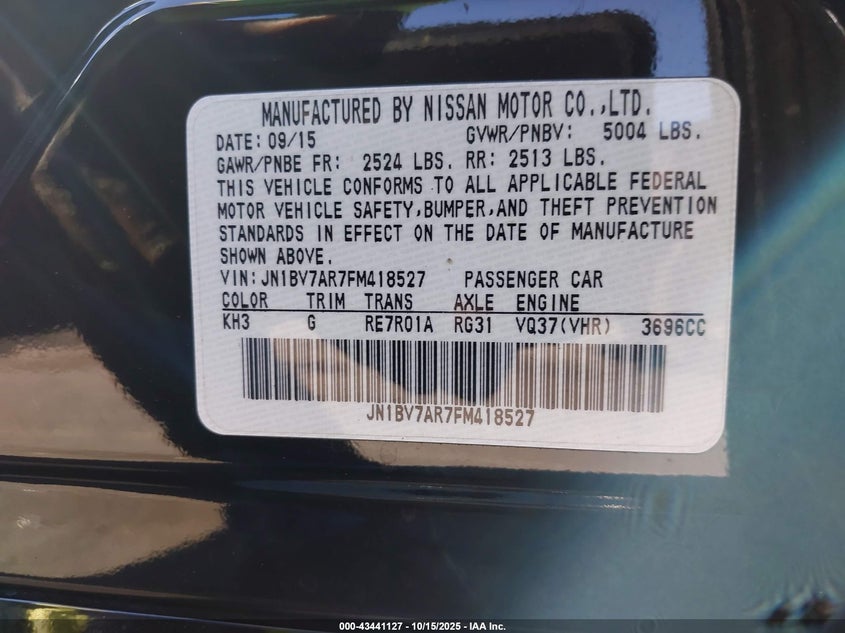 MANUFACTURED BY NISSAN MOTOR CO.,LTD.
DATE: 09/15 GVWR/PNBV: 5004 LBS.
GAWR/PNBE FR: 2524 LBS. RR: 2513 LBS.
THIS VEHICLE CONFORMS TO ALL APPLICABLE FEDERAL
MOTOR VEHICLE SAFETY,BUMPER,AND THEFT PREVENTION
STANDARDS IN EFFECT ON THE DATE OF MANUFACTURE
SHOWN ABOVE.
VIN:JN1BV7AR7FM418527 PASSENGER CAR
COLOR TRIM TRANS AXLE ENGINE
KH3 G RE7R01A RG31 VQ37(VHR) 3696CC
JN1BV7AR7FM418527
000-43441127 - 10/15/2025 - IAA Inc.